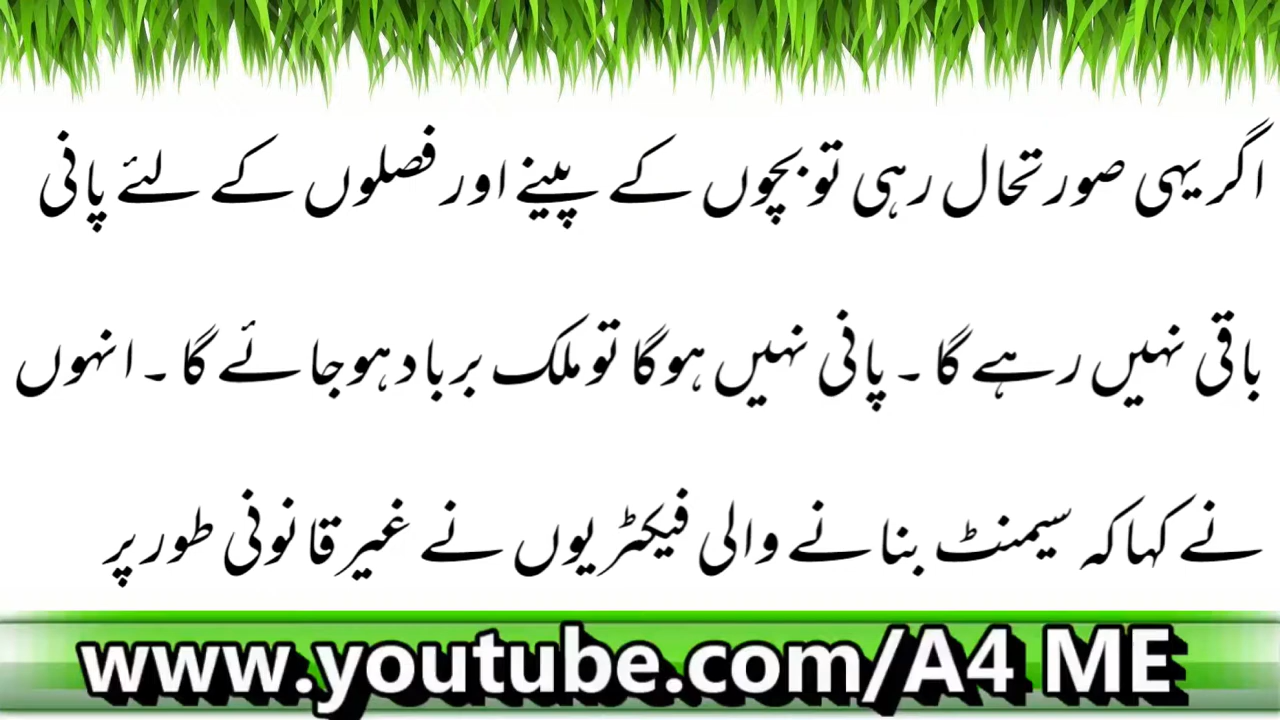 اگر یہی صورتحال رہی تو بچوں کے پینے اور فصلوں کے لئے پانی
باقی نہیں رہے گا ۔ پانی نہیں ہوگا تو ملک برباد ہوجائے گا ۔ انہوں
نے کہا کہ سیمنٹ بنانے والی فیکٹریوں نے غیر قانونی طور پر
www.youtube.com/A4 ME